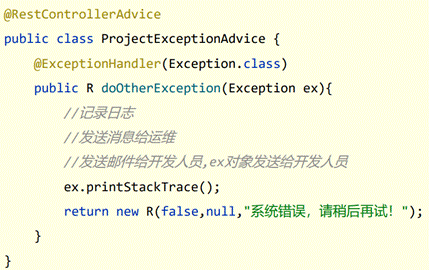 @RestControllerAdvice
public class ProjectExceptionAdvice {
@ExceptionHandler(Exception.class)
public R doOtherException(Exception ex){
//记录日志
//发送消息给运维
//发送邮件给开发人员,ex对象发送给开发人员
ex.printStackTrace();
return new R(false,null,"系统错误，请稍后再试！");
}
}